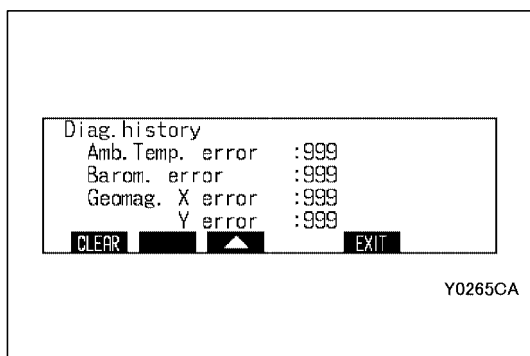 Diag.history
Amb.Temp. error :999
Barom. error :999
Geomag. X error :999
Y error :999
CLEAR ▲ EXIT
Y0265CA